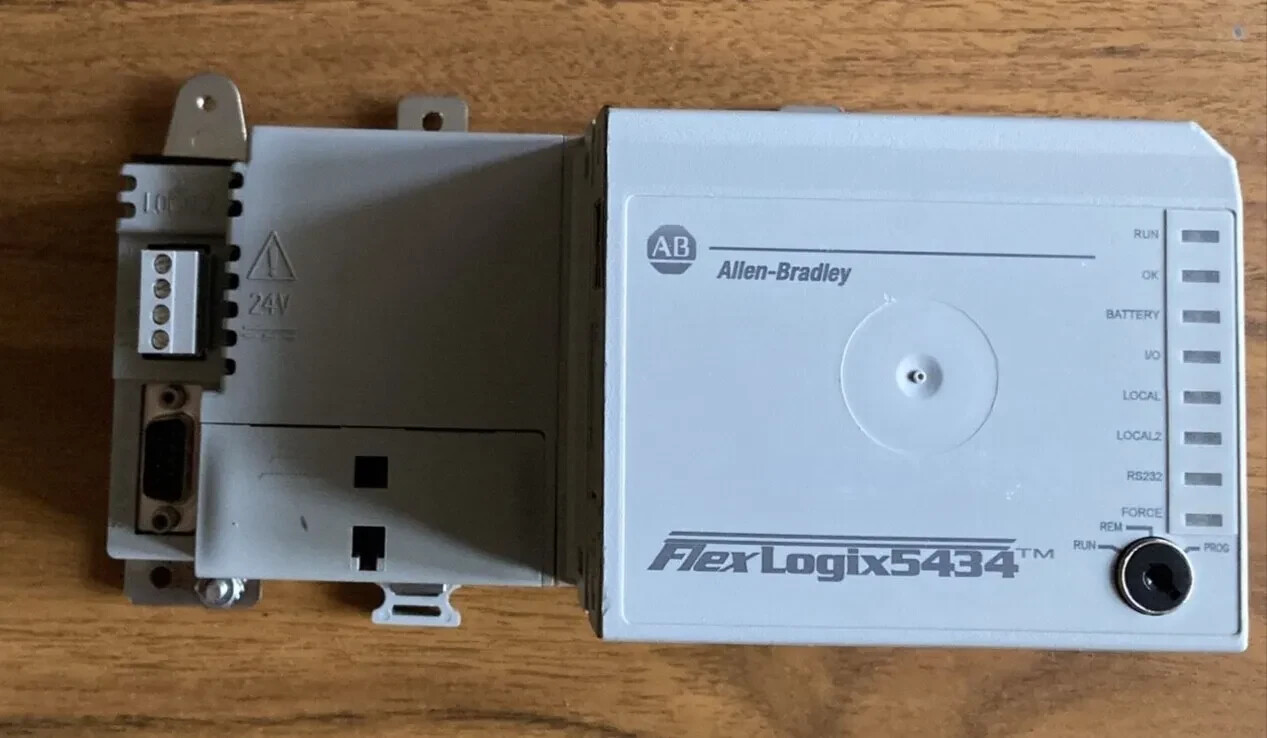 24V
AB
Allen-Bradley
RUN
OK
BATTERY
I/O
LOCAL
LOCAL2
RS232
FORCE
REM
RUN
PROG
FlexLogix5434™